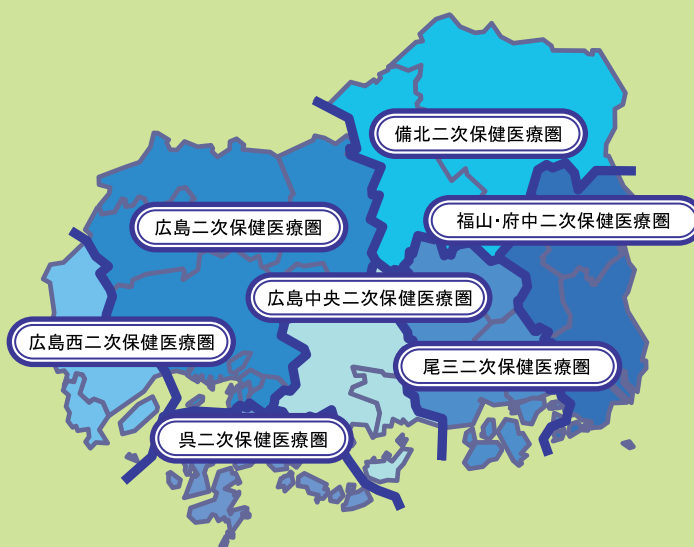 備北二次保健医療圏
福山・府中二次保健医療圏
広島二次保健医療圏
広島中央二次保健医療圏
広島西二次保健医療圏
尾三二次保健医療圏
呉二次保健医療圏